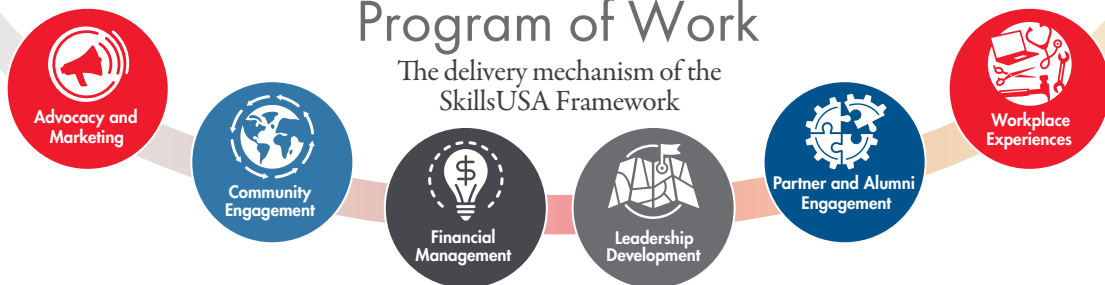 Program of Work
The delivery mechanism of the
SkillsUSA Framework
Advocacy and
Marketing
Community
Engagement
$
Financial
Management
Leadership
Development
Partner and Alumni
Engagement
Workplace
Experiences